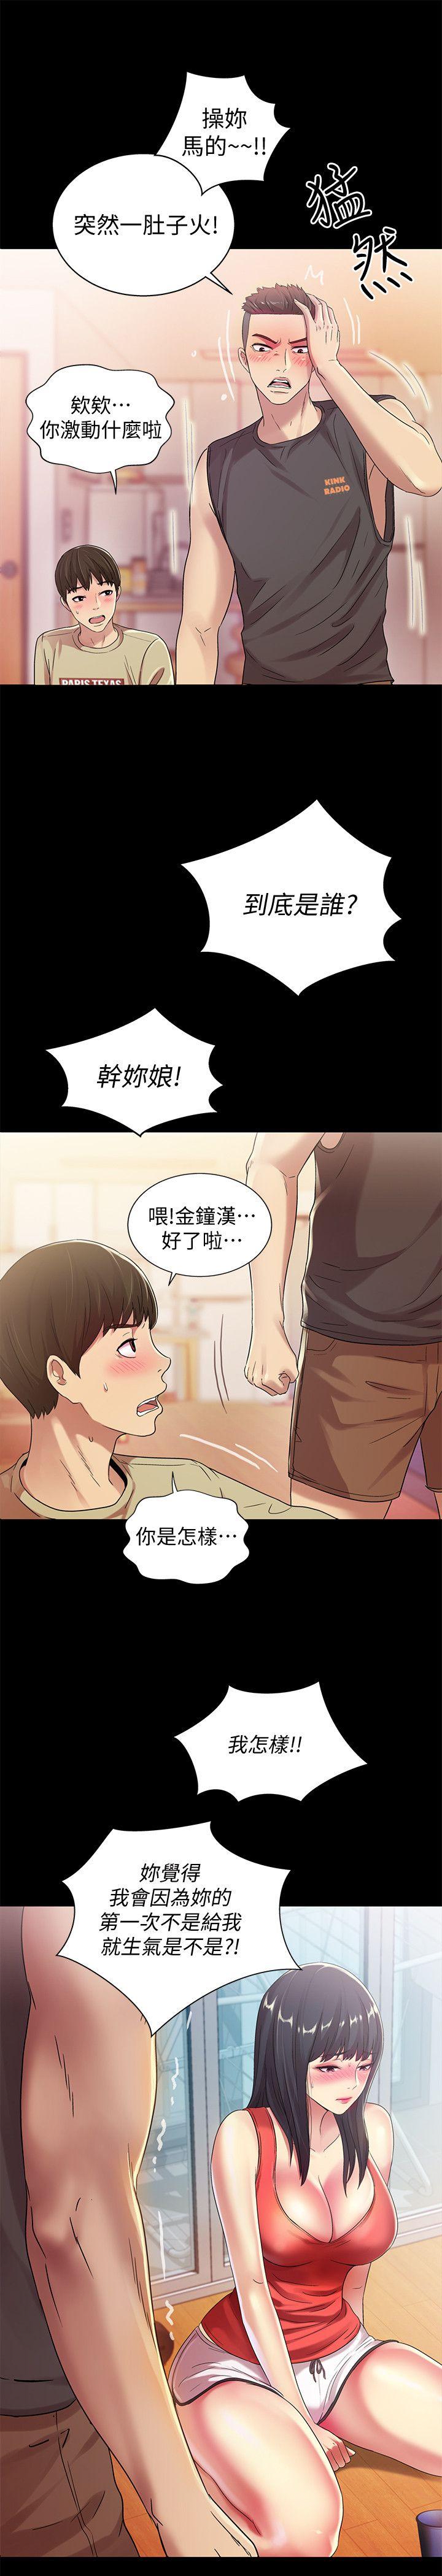 操妳
馬的~~!!
突然一肚子火!
猛
然
欸欸…
你激動什麼啦
KINK
RADIO
PARIS TEXAS
到底是誰?
幹妳娘!
喂!金鐘漢…
好了啦…
你是怎樣…
我怎樣!!
妳覺得
我會因為妳的
第一次不是給我
就生氣是不是?!